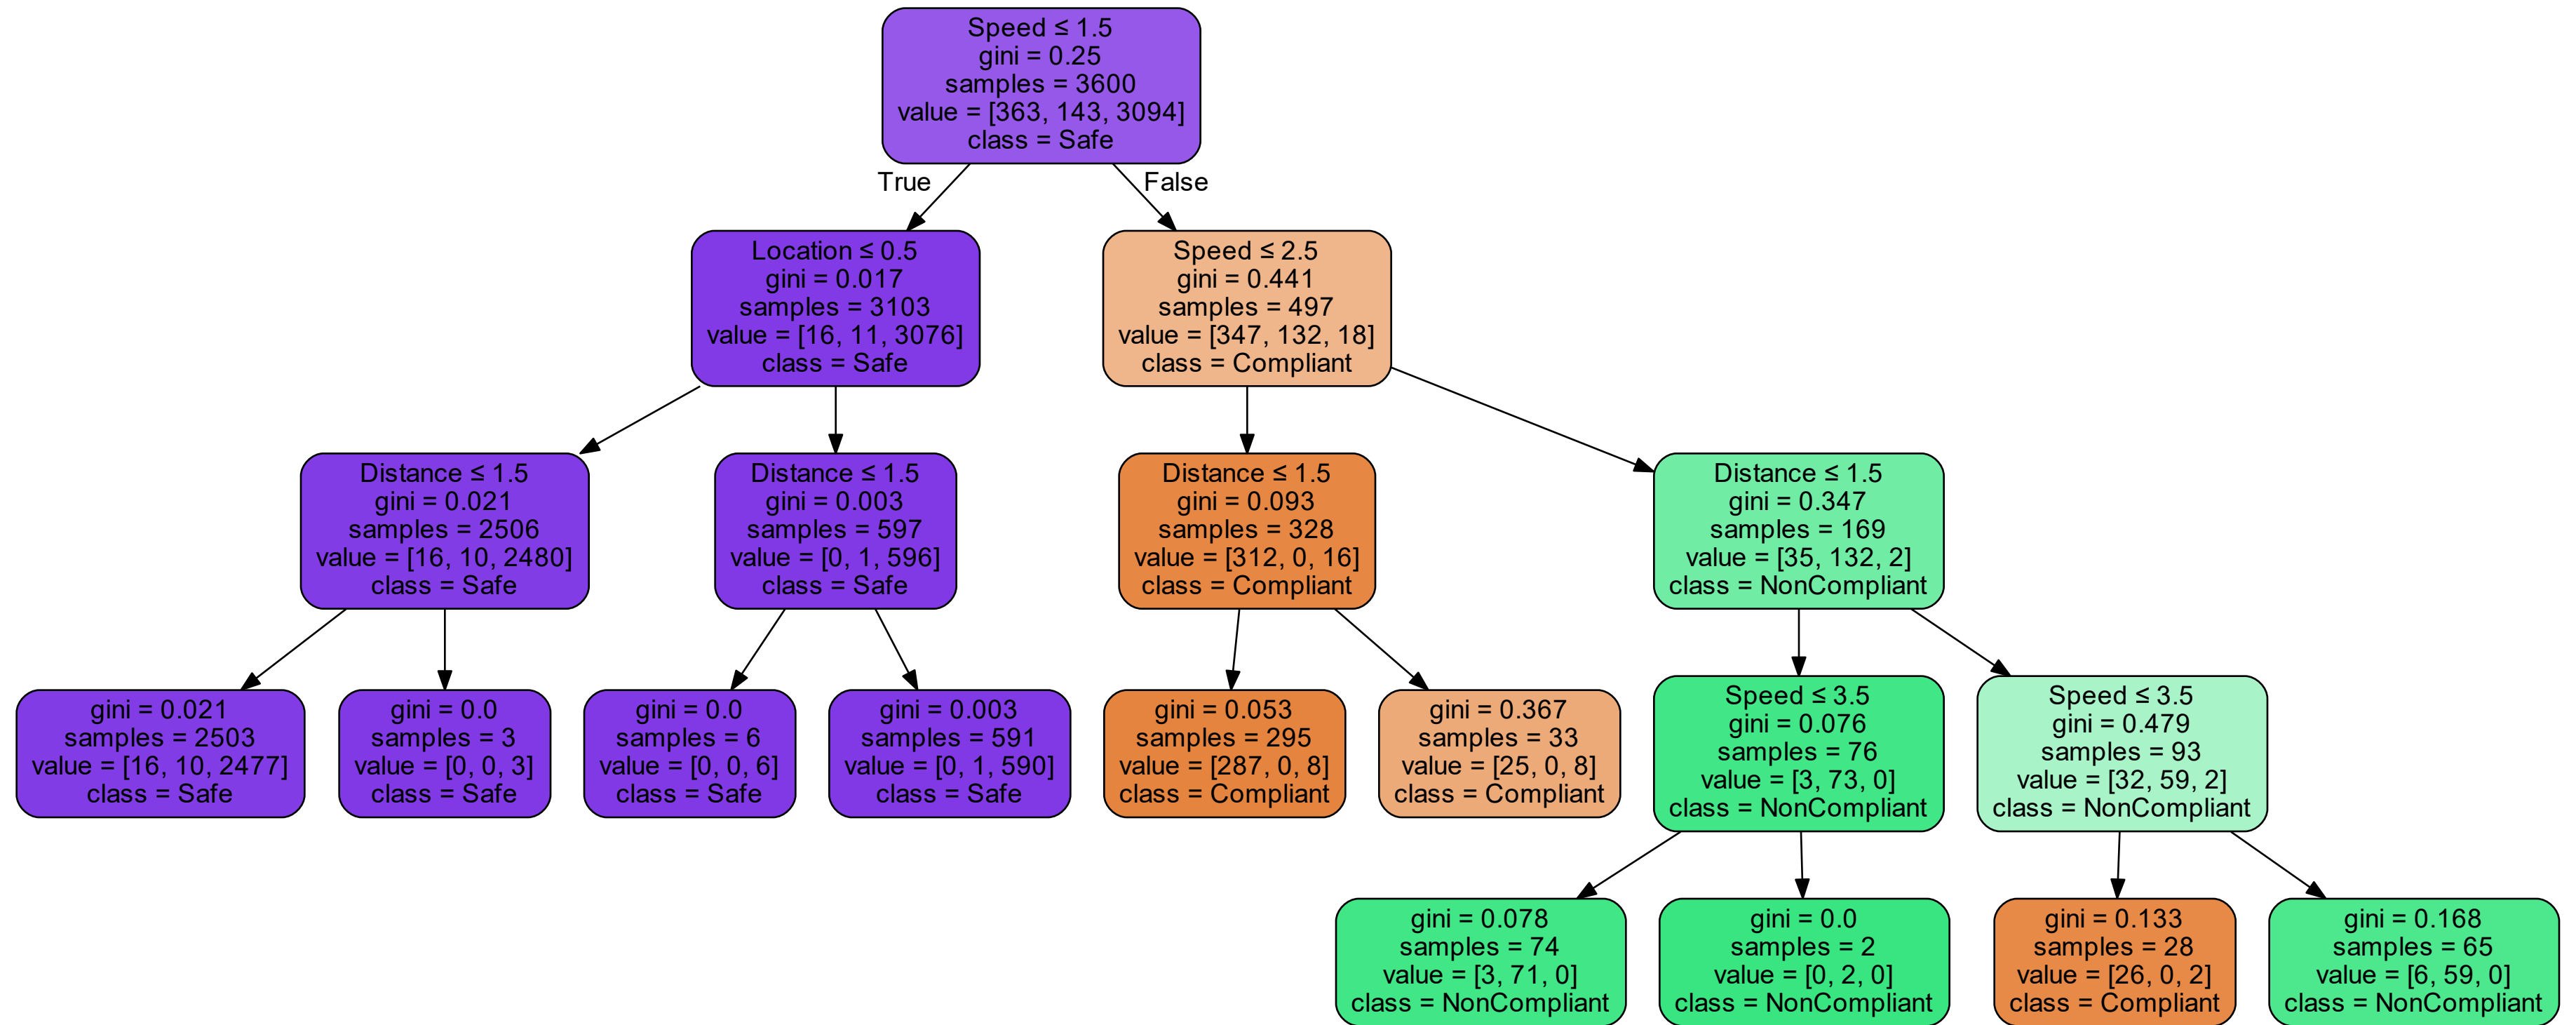 Speed ≤ 1.5
gini = 0.25
samples = 3600
value = [363, 143, 3094]
class = Safe
True
False
Location ≤ 0.5
gini = 0.017
samples = 3103
value = [16, 11, 3076]
class = Safe
Speed ≤ 2.5
gini = 0.441
samples = 497
value = [347, 132, 18]
class = Compliant
Distance ≤ 1.5
gini = 0.021
samples = 2506
value = [16, 10, 2480]
class = Safe
Distance ≤ 1.5
gini = 0.003
samples = 597
value = [0, 1, 596]
class = Safe
Distance ≤ 1.5
gini = 0.093
samples = 328
value = [312, 0, 16]
class = Compliant
Distance ≤ 1.5
gini = 0.347
samples = 169
value = [35, 132, 2]
class = NonCompliant
gini = 0.021
samples = 2503
value = [16, 10, 2477]
class = Safe
gini = 0.0
samples = 3
value = [0, 0, 3]
class = Safe
gini = 0.0
samples = 6
value = [0, 0, 6]
class = Safe
gini = 0.003
samples = 591
value = [0, 1, 590]
class = Safe
gini = 0.053
samples = 295
value = [287, 0, 8]
class = Compliant
gini = 0.367
samples = 33
value = [25, 0, 8]
class = Compliant
Speed ≤ 3.5
gini = 0.076
samples = 76
value = [3, 73, 0]
class = NonCompliant
Speed ≤ 3.5
gini = 0.479
samples = 93
value = [32, 59, 2]
class = NonCompliant
gini = 0.078
samples = 74
value = [3, 71, 0]
class = NonCompliant
gini = 0.0
samples = 2
value = [0, 2, 0]
class = NonCompliant
gini = 0.133
samples = 28
value = [26, 0, 2]
class = Compliant
gini = 0.168
samples = 65
value = [6, 59, 0]
class = NonCompliant